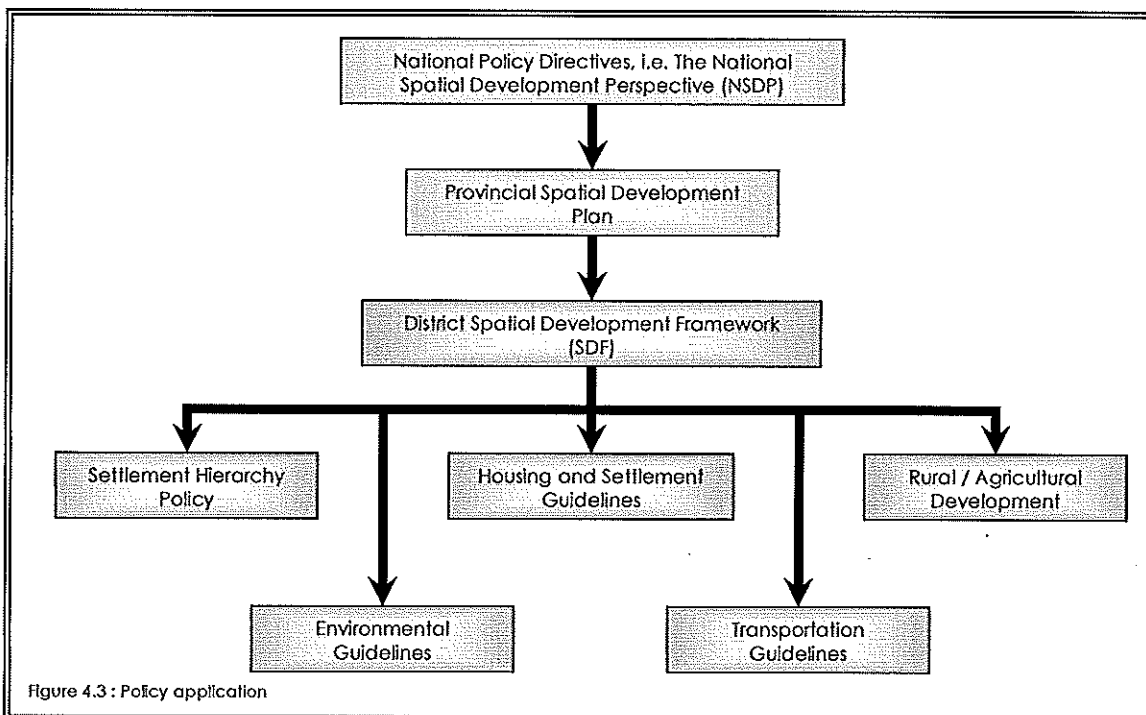 National Policy Directives, i.e. The National
Spatial Development Perspective (NSDP)
Provincial Spatial Development
Plan
District Spatial Development Framework
(SDF)
Settlement Hierarchy
Policy
Housing and Settlement
Guidelines
Rural / Agricultural
Development
Environmental
Guidelines
Transportation
Guidelines
Figure 4.3 : Policy application